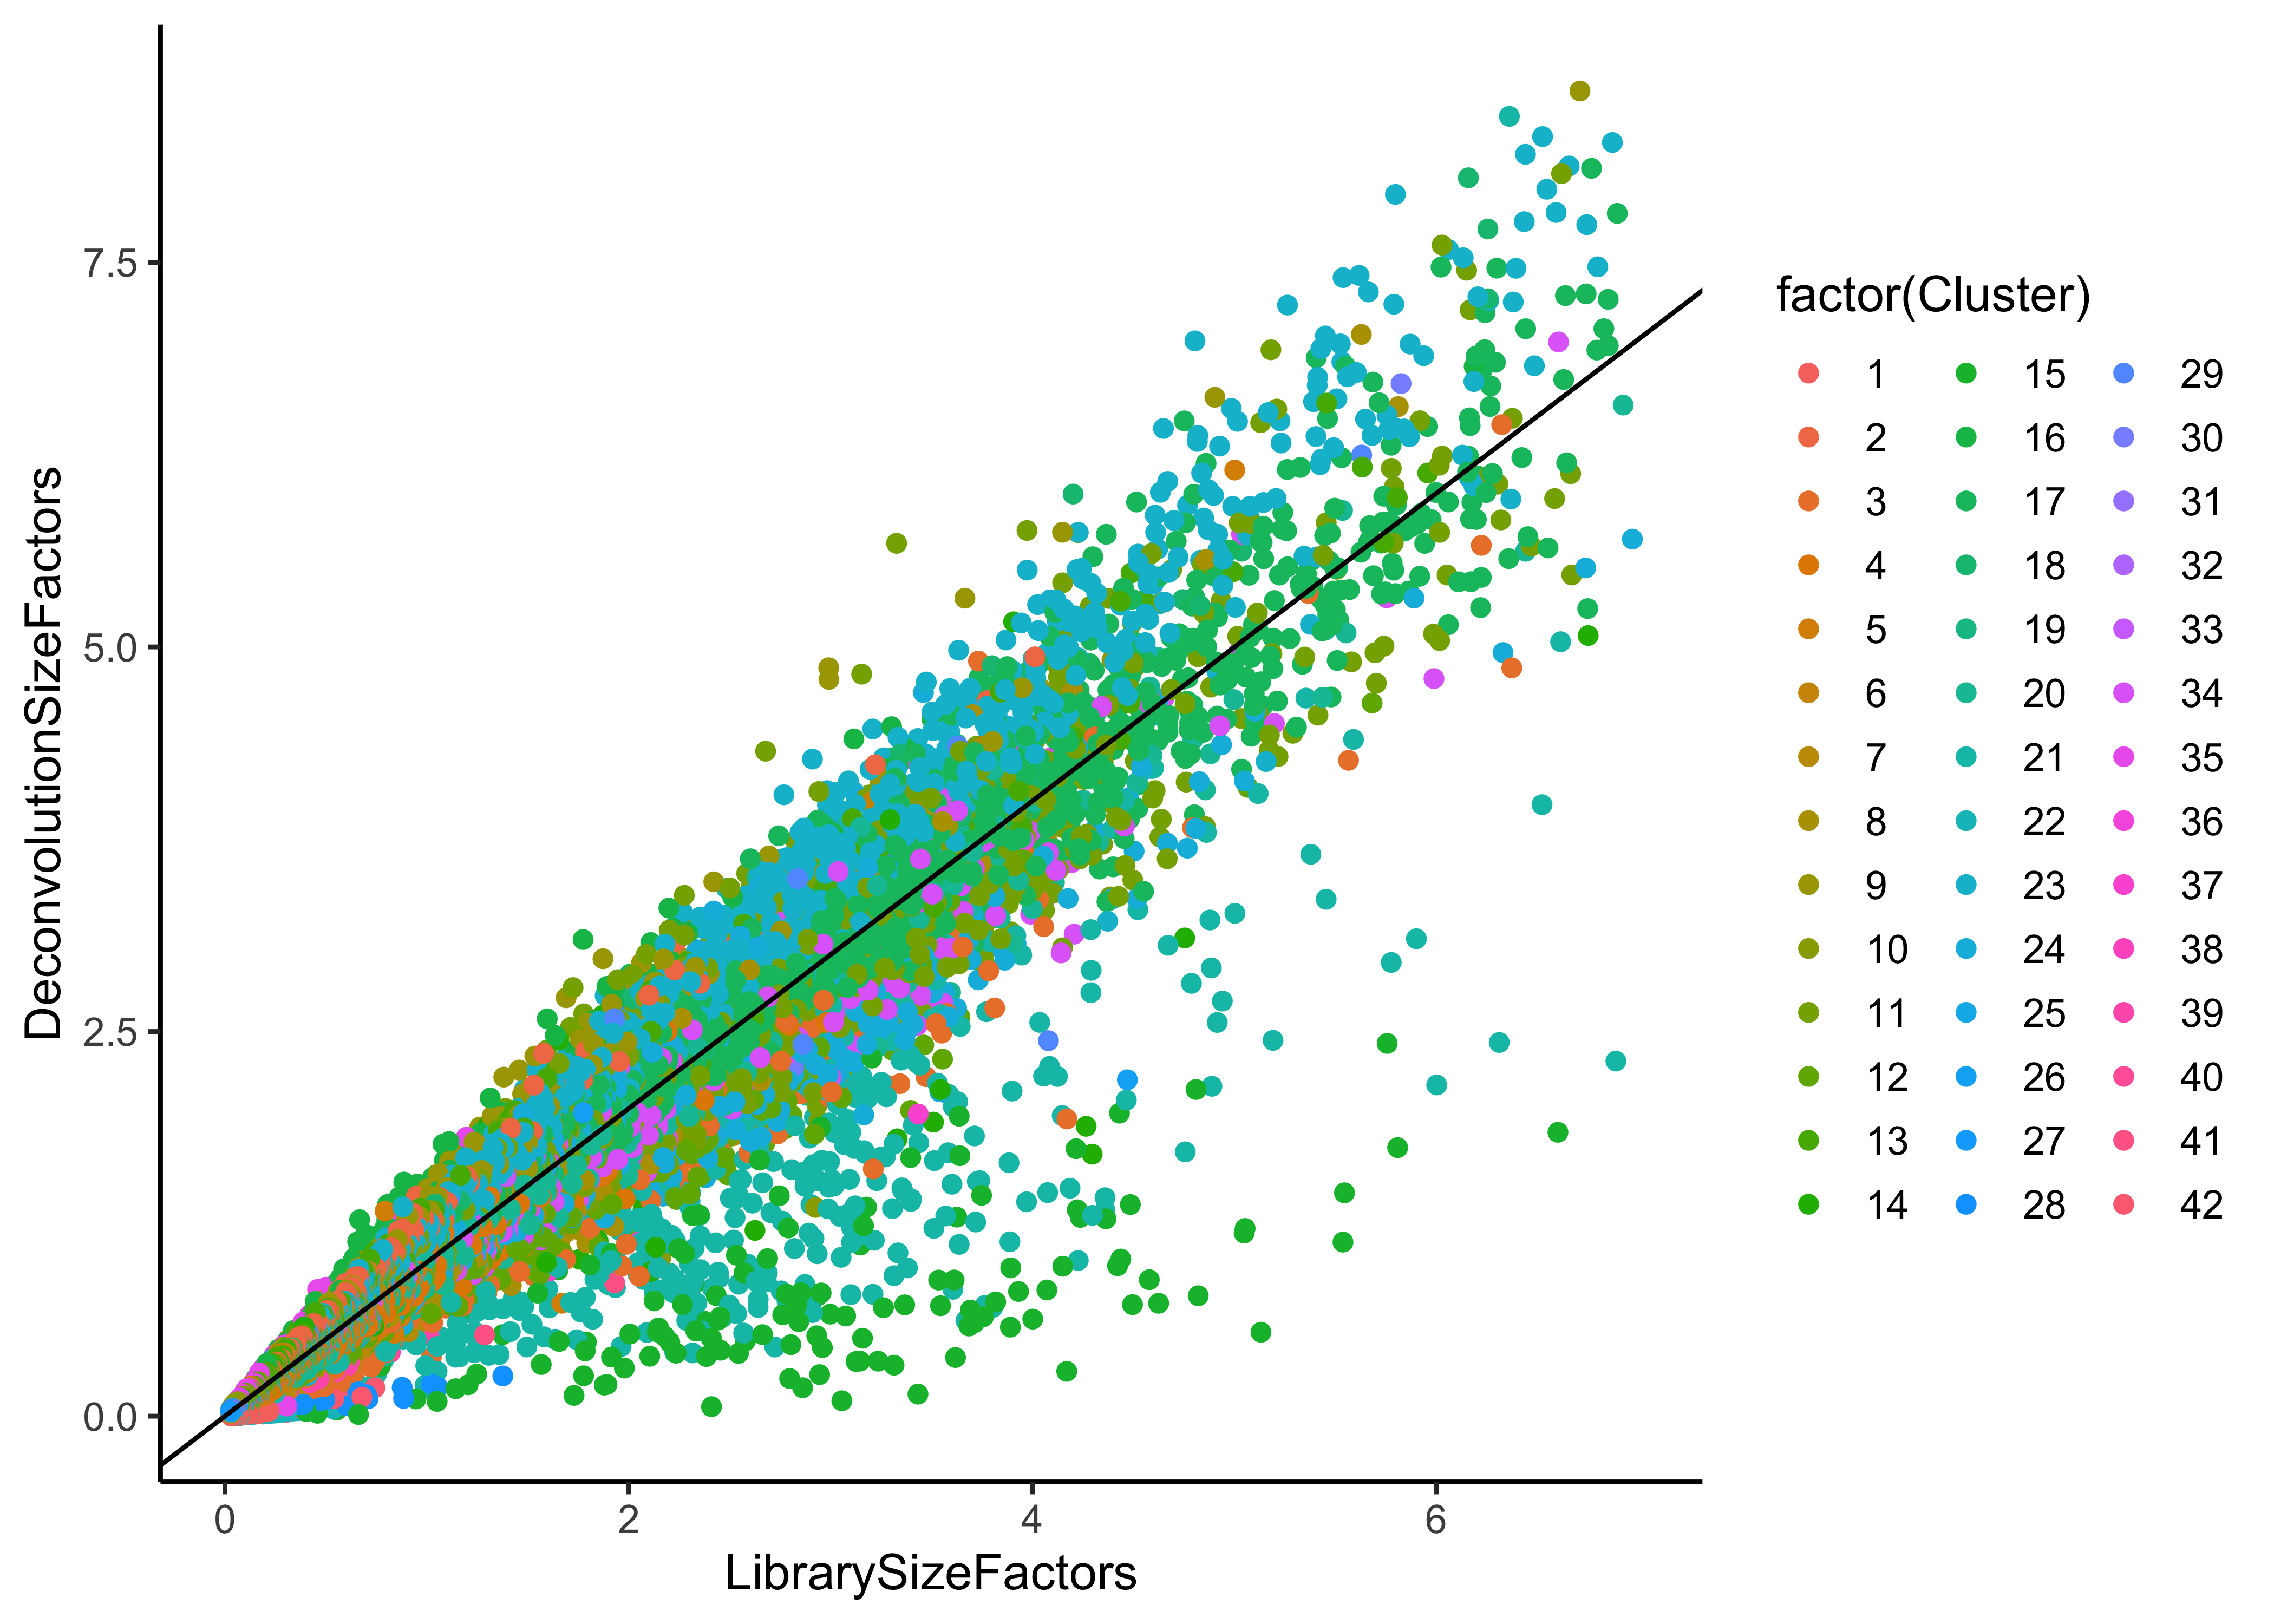 DeconvolutionSizeFactors
7.5
5.0
2.5
0.0
0 2 4 6
LibrarySizeFactors
factor(Cluster)
1 15 29
2 16 30
3 17 31
4 18 32
5 19 33
6 20 34
7 21 35
8 22 36
9 23 37
10 24 38
11 25 39
12 26 40
13 27 41
14 28 42